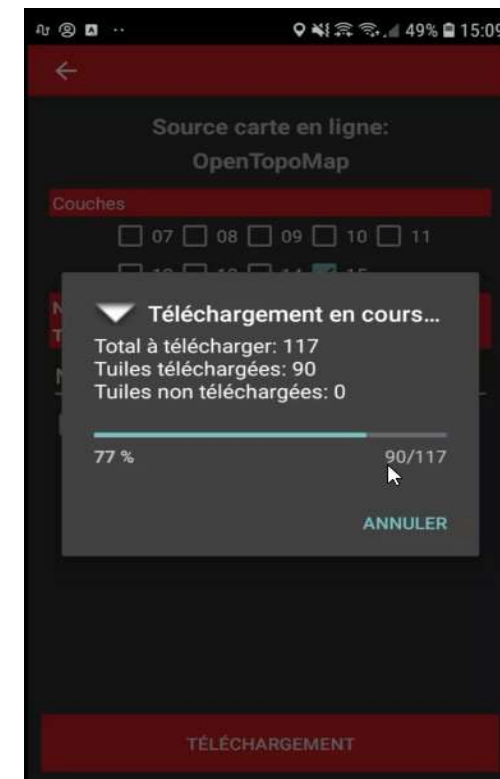 49% 15:09
Source carte en ligne:
OpenTopoMap
Couches
07 08 09 10 11
Téléchargement en cours...
Total à télécharger: 117
Tuiles téléchargées: 90
Tuiles non téléchargées: 0
77 % 90/117
ANNULER
TÉLÉCHARGEMENT